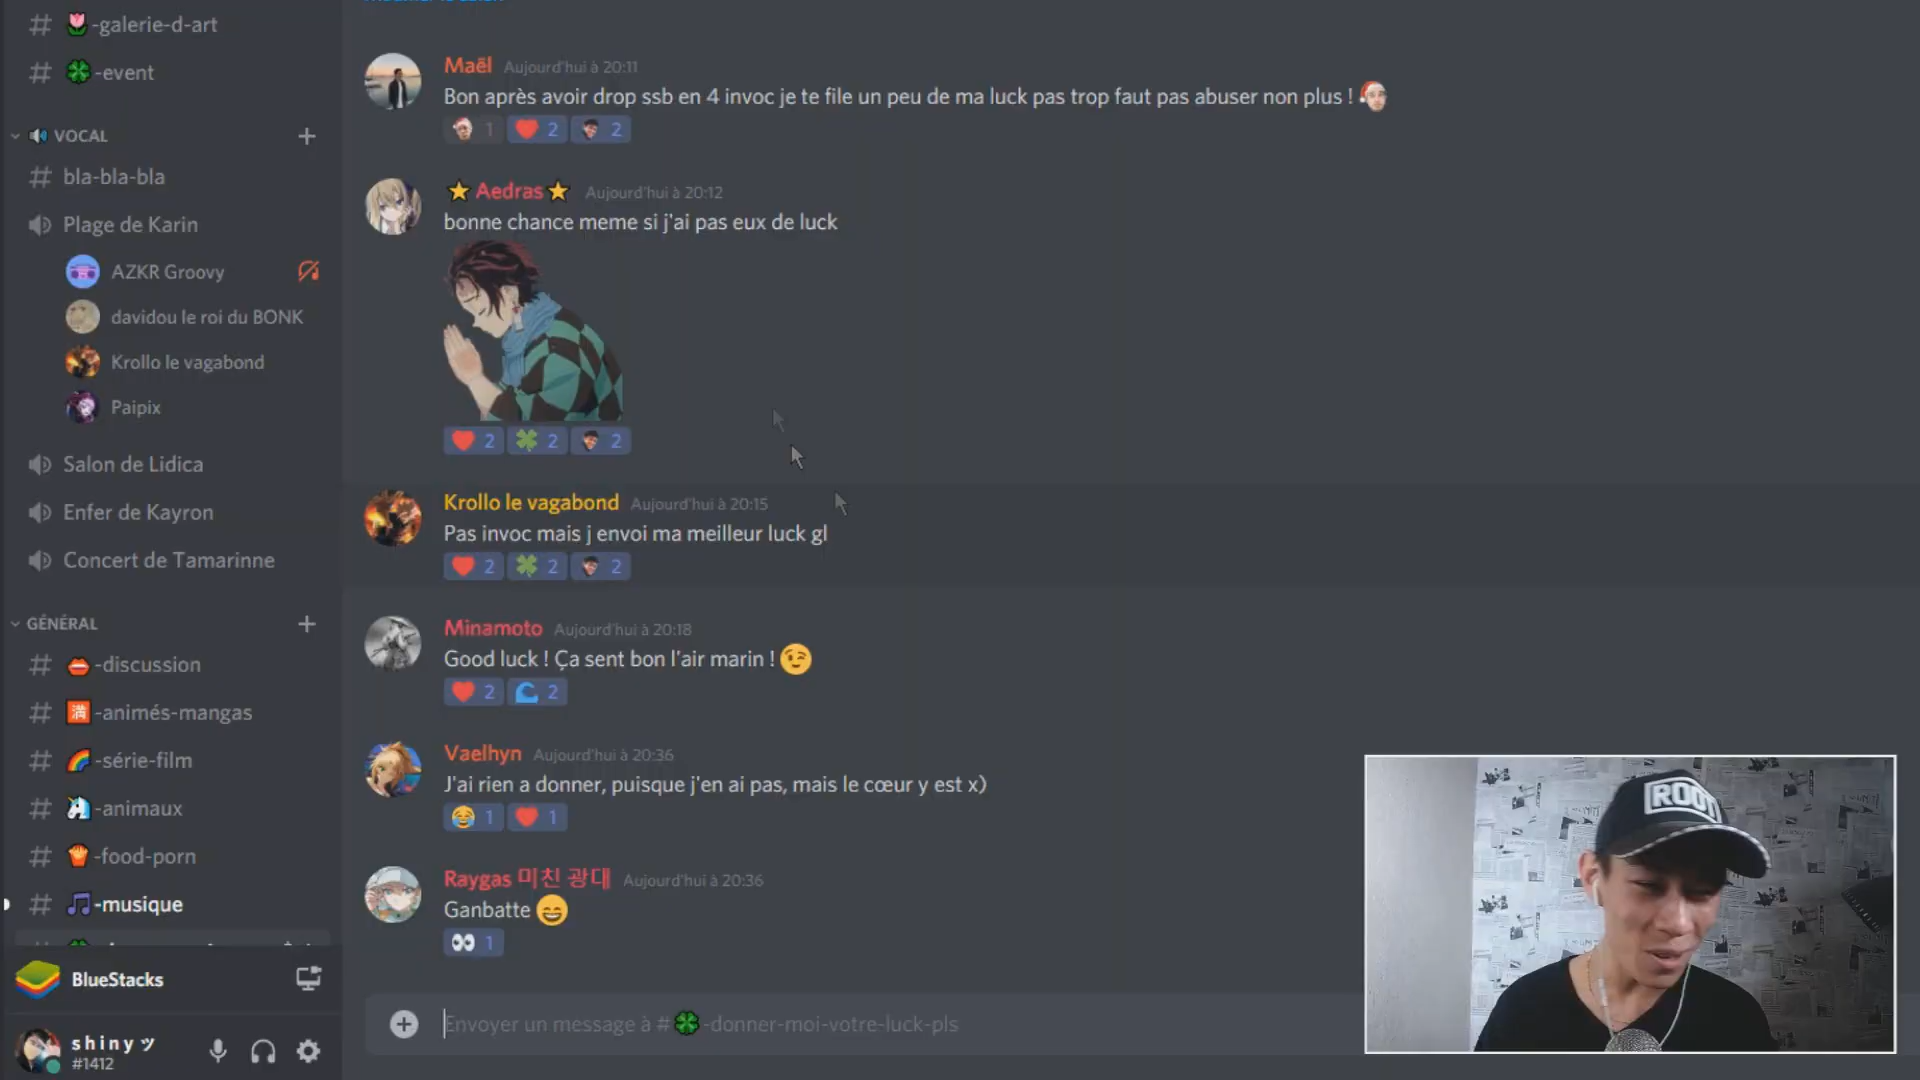 -galerie-d-art
-event
VOCAL
bla-bla-bla
Plage de Karin
AZKR Groovy
davidou le roi du BONK
Krollo le vagabond
Paipix
Salon de Lidica
Enfer de Kayron
Concert de Tamarinne
GÉNÉRAL
-discussion
満-animés-mangas
-série-film
-animaux
-food-porn
-musique
BlueStacks
shinyツ
#1412
Maël Aujourd'hui à 20:11
Bon après avoir drop ssb en 4 invoc je te file un peu de ma luck pas trop faut pas abuser non plus !
1 2 2
Aedras Aujourd'hui à 20:12
bonne chance meme si j'ai pas eux de luck
2 2 2
Krollo le vagabond Aujourd'hui à 20:15
Pas invoc mais j envoi ma meilleur luck gl
2 2 2
Minamoto Aujourd'hui à 20:18
Good luck ! Ça sent bon l'air marin !
2 2
Vaelhyn Aujourd'hui à 20:36
J'ai rien a donner, puisque j'en ai pas, mais le cœur y est x)
1 1
Raygas 미친 광대 Aujourd'hui à 20:36
Ganbatte
1
Envoyer un message à #-donner-moi-votre-luck-pls
ROOT